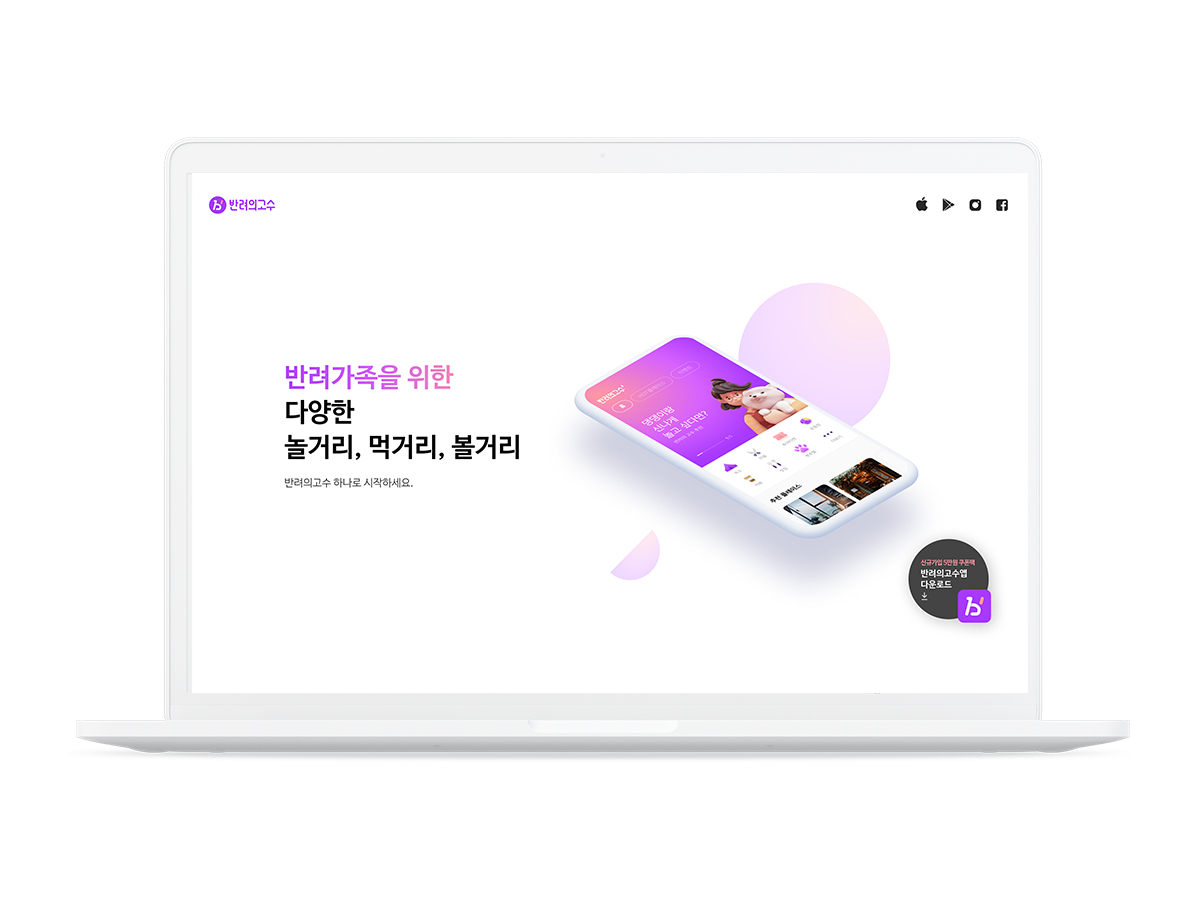 반려의고수
반려가족을 위한
다양한
놀거리, 먹거리, 볼거리
반려의고수 하나로 시작하세요.
반려의고수
댕댕이랑
신나게
놀고 싶다면?
추천 플레이스
신규가입 5만원 쿠폰팩
반려의고수앱
다운로드